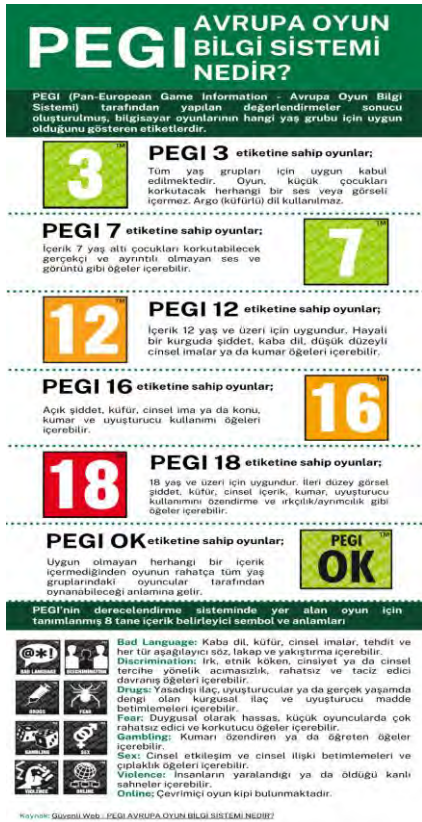 PEGI AVRUPA OYUN
BİLGİ SİSTEMİ
NEDİR?
PEGI (Pan-European Game Information - Avrupa Oyun Bilgi
Sistemi) tarafından yapılan değerlendirmeler sonucu
oluşturulmuş, bilgisayar oyunlarının hangi yaş grubu için uygun
olduğunu gösteren etiketlerdir.
3
PEGI 3 etiketine sahip oyunlar;
Tüm yaş grupları için uygun kabul
edilmektedir. Oyun, küçük çocukları
korkutacak herhangi bir ses veya görseli
içermez. Argo (küfürlü) dil kullanılmaz.
PEGI 7 etiketine sahip oyunlar;
İçerik 7 yaş altı çocukları korkutabilecek
gerçekçi ve ayrıntılı olmayan ses ve
görüntü gibi öğeler içerebilir.
7
12
PEGI 12 etiketine sahip oyunlar;
İçerik 12 yaş ve üzeri için uygundur. Hayali
bir kurguda şiddet, kaba dil, düşük düzeyli
cinsel imalar ya da kumar öğeleri içerebilir.
PEGI 16 etiketine sahip oyunlar;
Açık şiddet, küfür, cinsel ima ya da konu,
kumar ve uyuşturucu kullanımı öğeleri
içerebilir.
16
18
PEGI 18 etiketine sahip oyunlar;
18 yaş ve üzeri için uygundur. İleri düzey görsel
şiddet, küfür, cinsel içerik, kumar, uyuşturucu
kullanımını özendirme ve ırkçılık/ayrımcılık gibi
öğeler içerebilir.
PEGI OK etiketine sahip oyunlar;
Uygun olmayan herhangi bir içerik
içermediğinden oyunun rahatça tüm yaş
gruplarındaki oyuncular tarafından
oynanabileceği anlamına gelir.
PEGI
OK
PEGI'nin derecelendirme sisteminde yer alan oyun için
tanımlanmış 8 tane içerik belirleyici sembol ve anlamları
@*!
BAD LANGUAGE
DISCRIMINATION
DRUGS
FEAR
GAMBLING
SEX
VIOLENCE
ONLINE
Bad Language: Kaba dil, küfür, cinsel imalar, tehdit ve
her tür aşağılayıcı söz, lakap ve yakıştırma içerebilir.
Discrimination: Irk, etnik köken, cinsiyet ya da cinsel
tercihe yönelik acımasızlık, rahatsız ve taciz edici
davranış öğeleri içerebilir.
Drugs: Yasadışı ilaç, uyuşturucular ya da gerçek yaşamda
dengi olan kurgusal ilaç ve uyuşturucu madde
betimlemeleri içerebilir.
Fear: Duygusal olarak hassas, küçük oyuncularda çok
rahatsız edici ve korkutucu öğeler içerebilir.
Gambling: Kumarı özendiren ya da öğreten öğeler
içerebilir.
Sex: Cinsel etkileşim ve cinsel ilişki betimlemeleri ve
çıplaklık öğeleri içerebilir.
Violence: İnsanların yaralandığı ya da öldüğü kanlı
sahneler içerebilir.
Online: Çevrimiçi oyun kipi bulunmaktadır.
Kaynak: Güvenli Web : PEGI AVRUPA OYUN BİLGİ SİSTEMİ NEDİR?